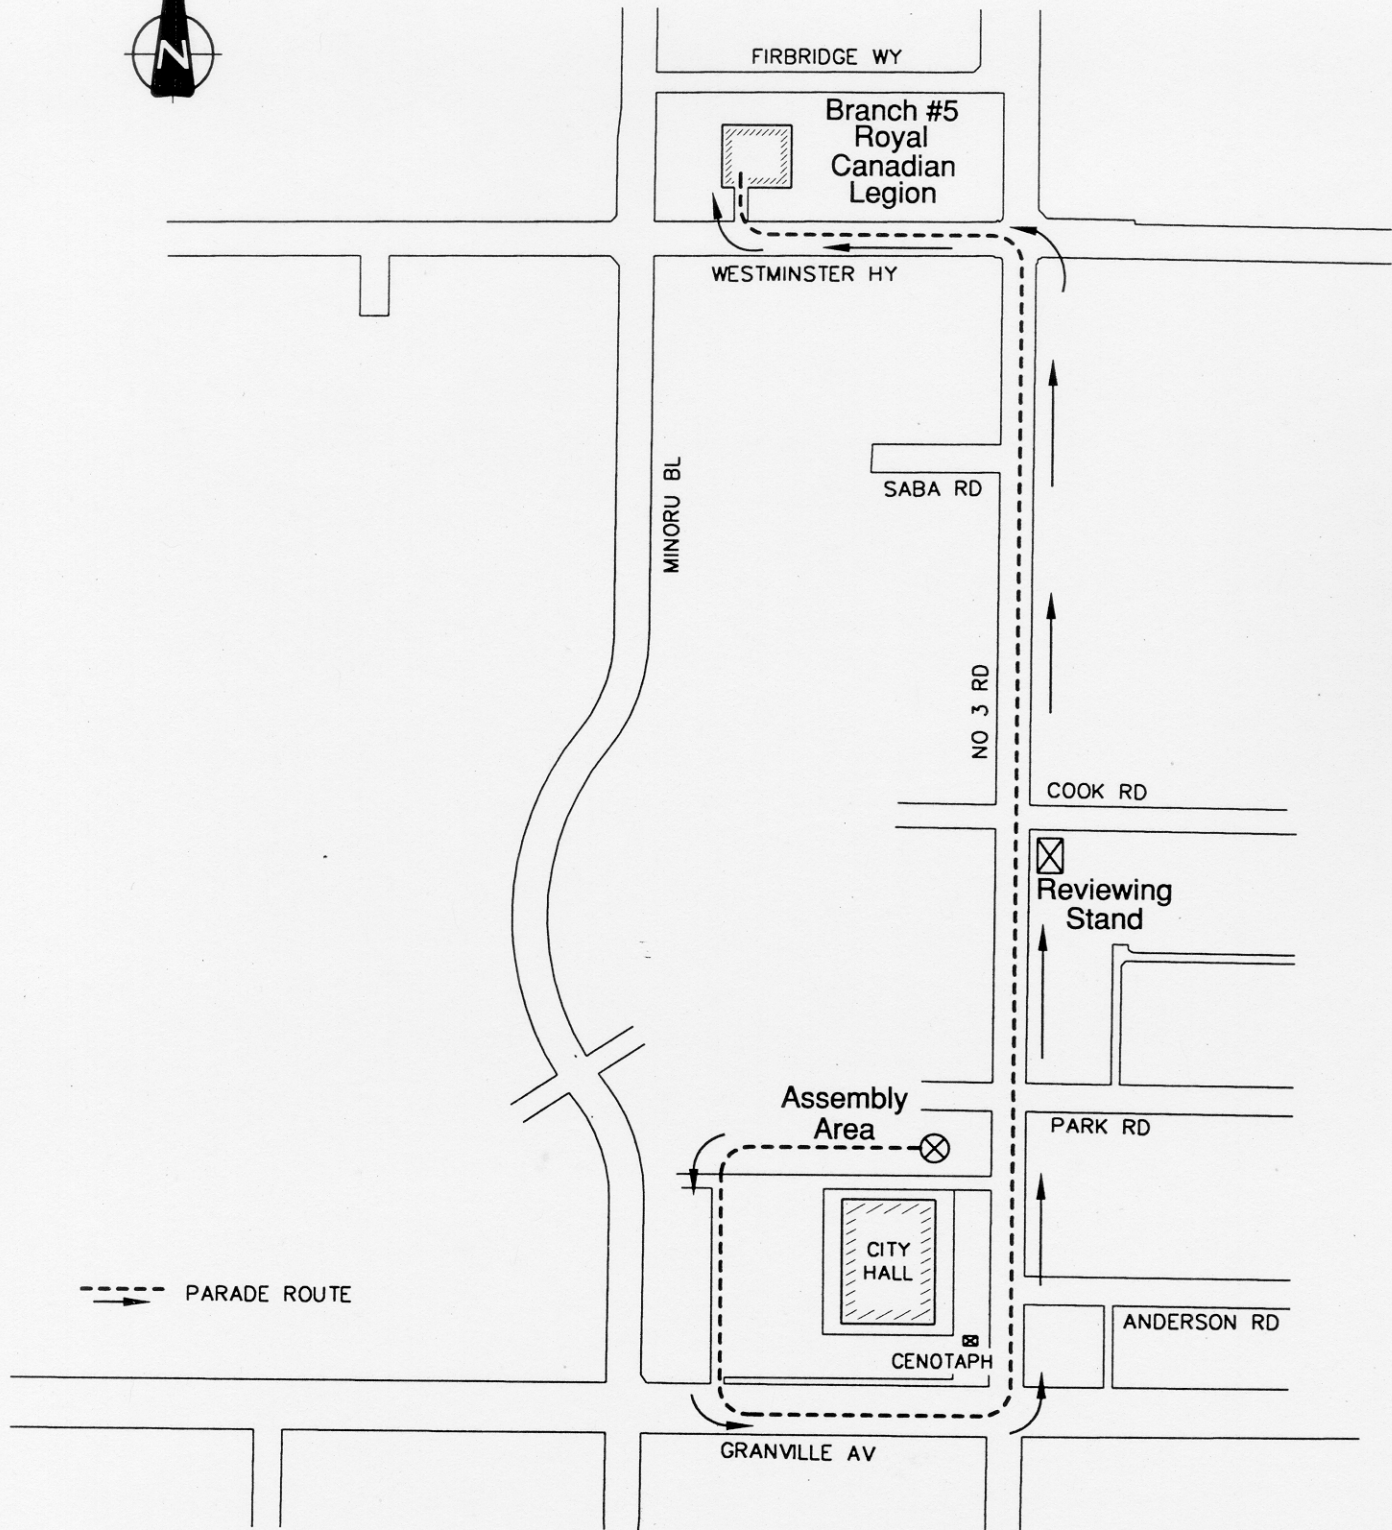 N
FIRBRIDGE WY
Branch #5
Royal
Canadian
Legion
WESTMINSTER HY
SABA RD
MINORU BL
NO 3 RD
COOK RD
Reviewing
Stand
Assembly
Area
PARK RD
CITY
HALL
PARADE ROUTE
ANDERSON RD
CENOTAPH
GRANVILLE AV